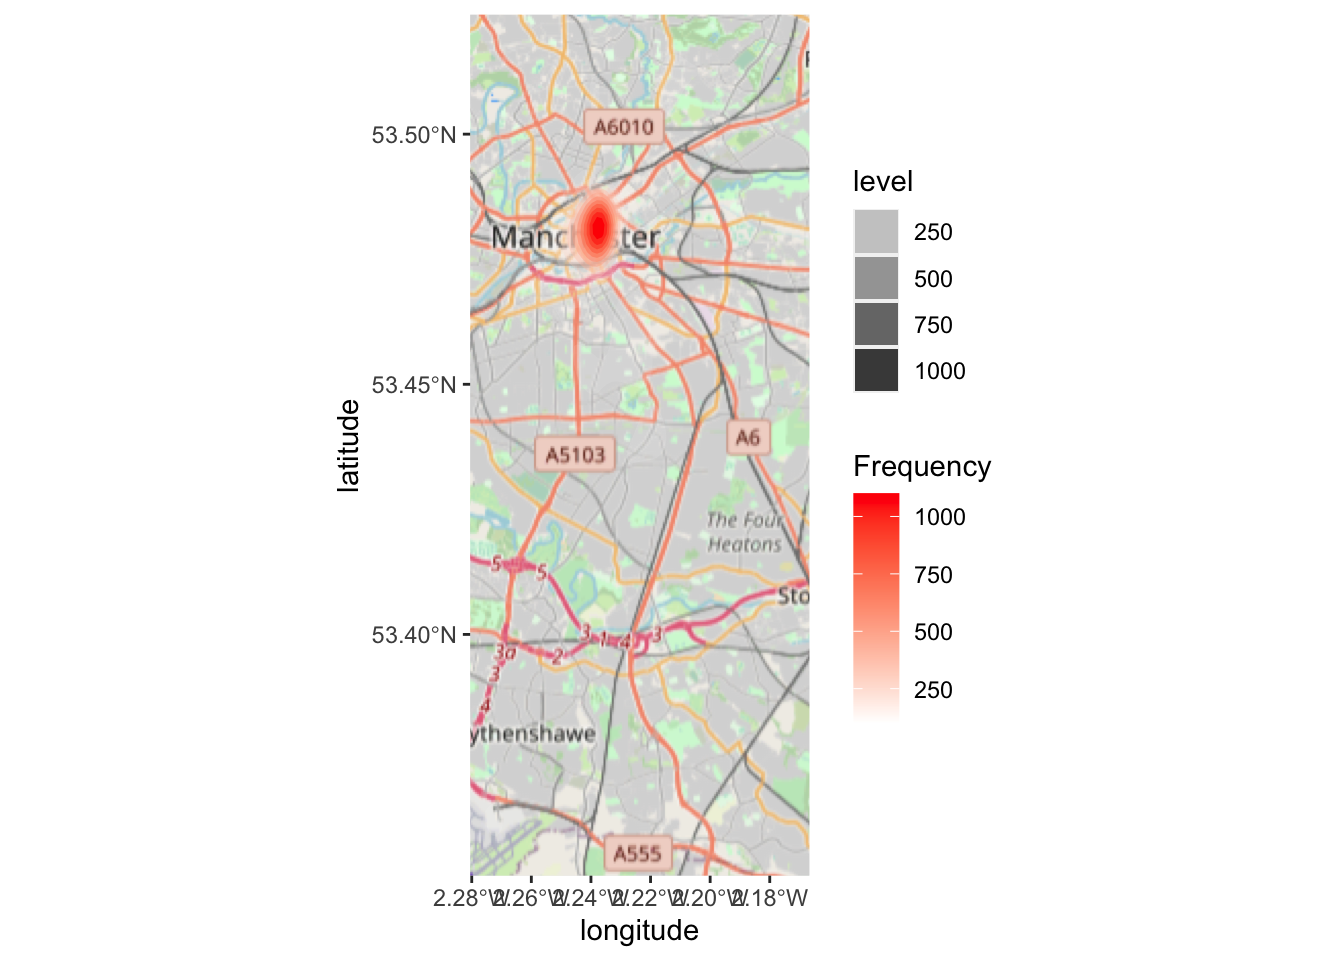 A6010
53.50°N
Manc ster
53.45°N
A6
A5103
The Four
Heatons
5
5
Sto
3
1
4
3
53.40°N
3a
2
3
4
ythenshawe
A555
2.28°W
2.26°W
2.24°W
2.22°W
2.20°W
2.18°W
longitude
latitude
level
250
500
750
1000
Frequency
1000
750
500
250